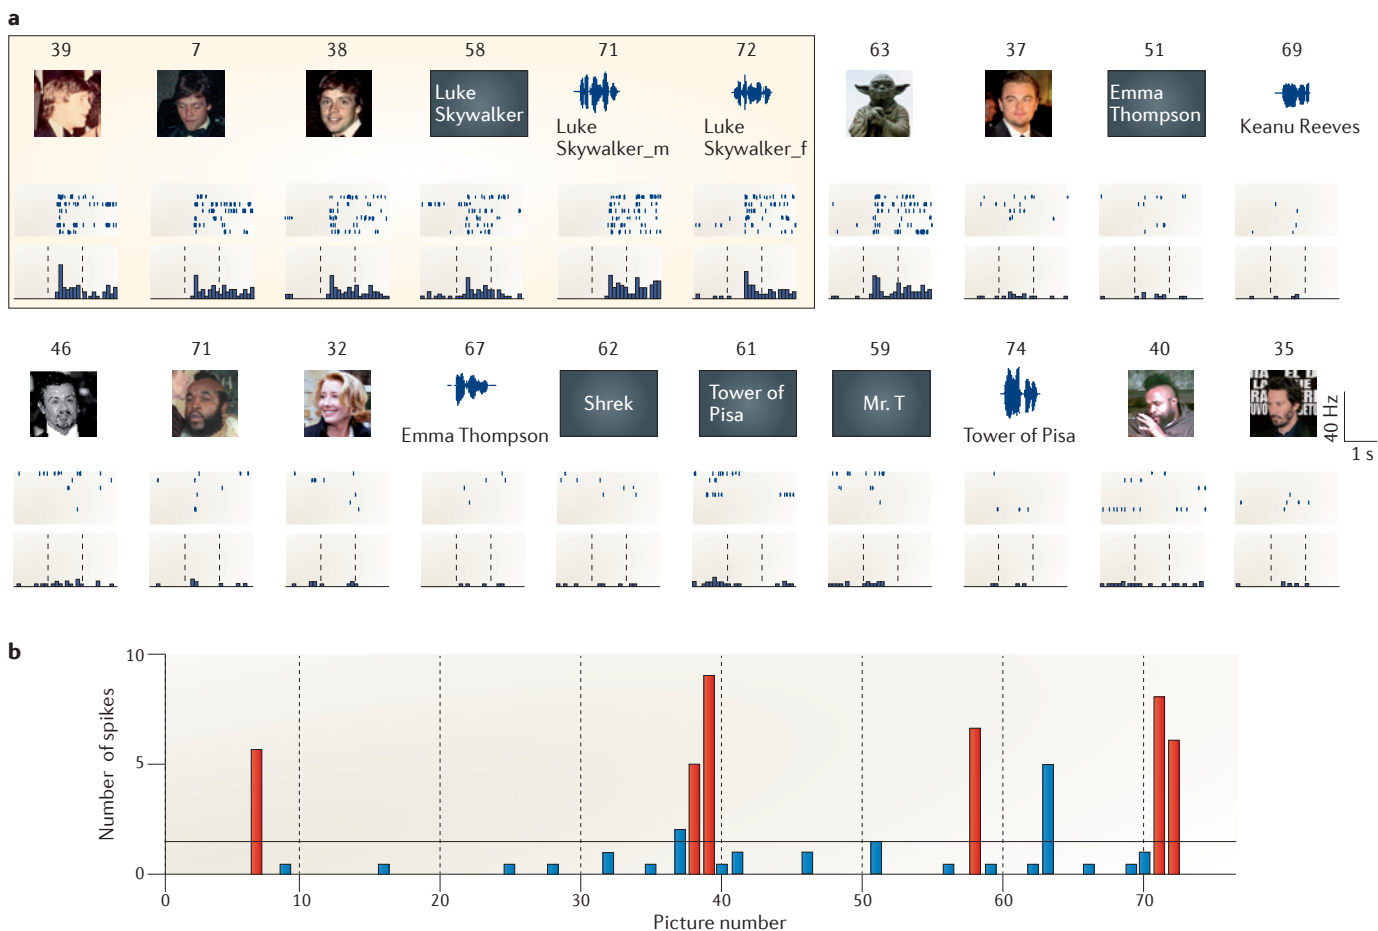 a
39 7 38 58 71 72 63 37 51 69
Luke
Skywalker
Luke
Skywalker_m
Luke
Skywalker_f
Emma
Thompson
Keanu Reeves
46 71 32 67 62 61 59 74 40 35
Emma Thompson
Shrek
Tower of
Pisa
Mr. T
Tower of Pisa
40 Hz
1 s
b
Number of spikes
10
5
0
0 10 20 30 40 50 60 70
Picture number